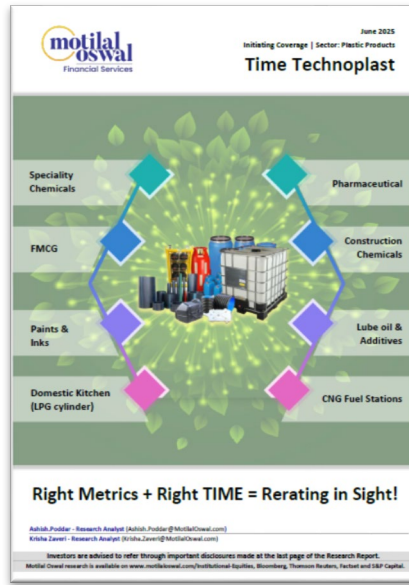 June 2025
motilal
oswal
Financial Services
Initiating Coverage | Sector: Plastic Products
Time Technoplast
Speciality
Chemicals
Pharmaceutical
FMCG
Construction
Chemicals
Paints &
Inks
Lube oil &
Additives
Domestic Kitchen
(LPG cylinder)
CNG Fuel Stations
Right Metrics + Right TIME = Rerating in Sight!
Ashish.Poddar - Research Analyst (Ashish.Poddar@MotilalOswal.com)
Krisha Zaveri - Research Analyst (Krisha.Zaveri@MotilalOswal.com)
Investors are advised to refer through important disclosures made at the last page of the Research Report.
Motilal Oswal research is available on www.motilaloswal.com/Institutional-Equities, Bloomberg, Thomson Reuters, Factset and S&P Capital.